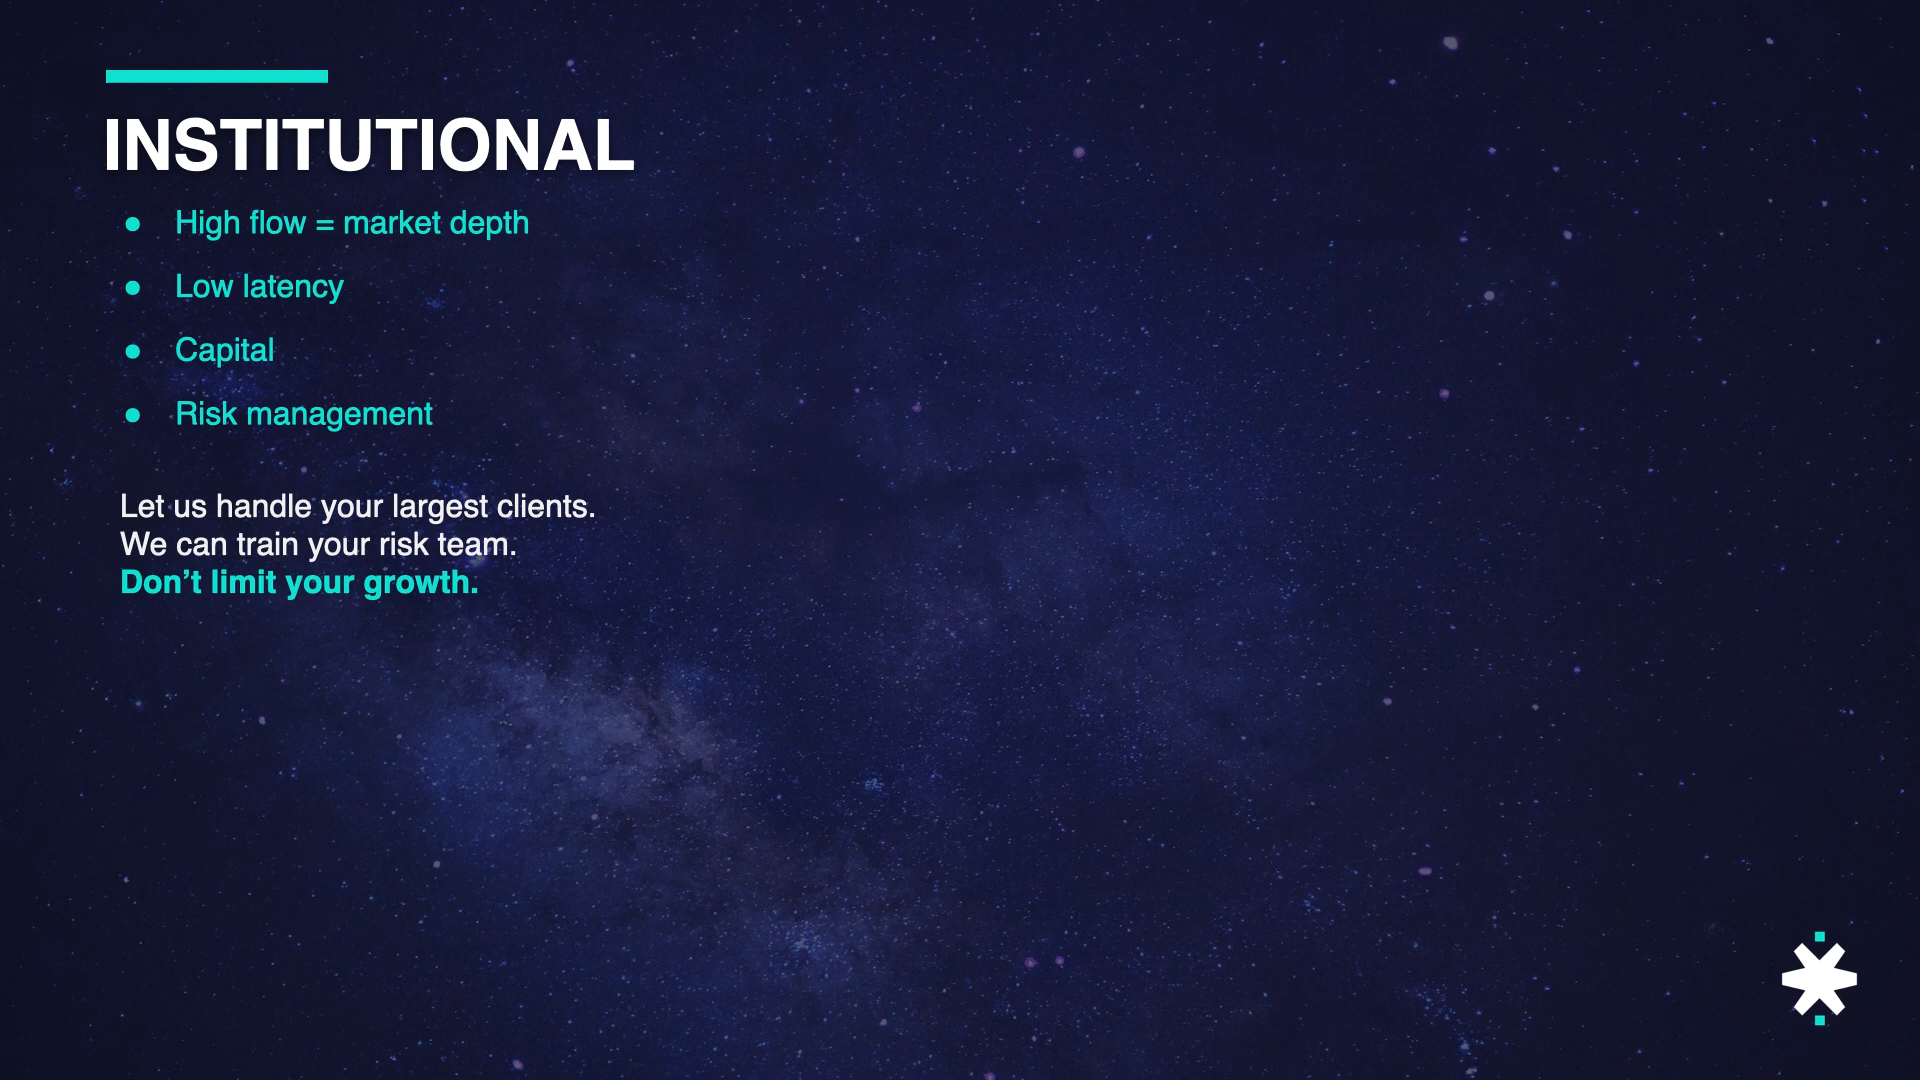 INSTITUTIONAL
● High flow = market depth
● Low latency
● Capital
● Risk management
Let us handle your largest clients.
We can train your risk team.
Don’t limit your growth.